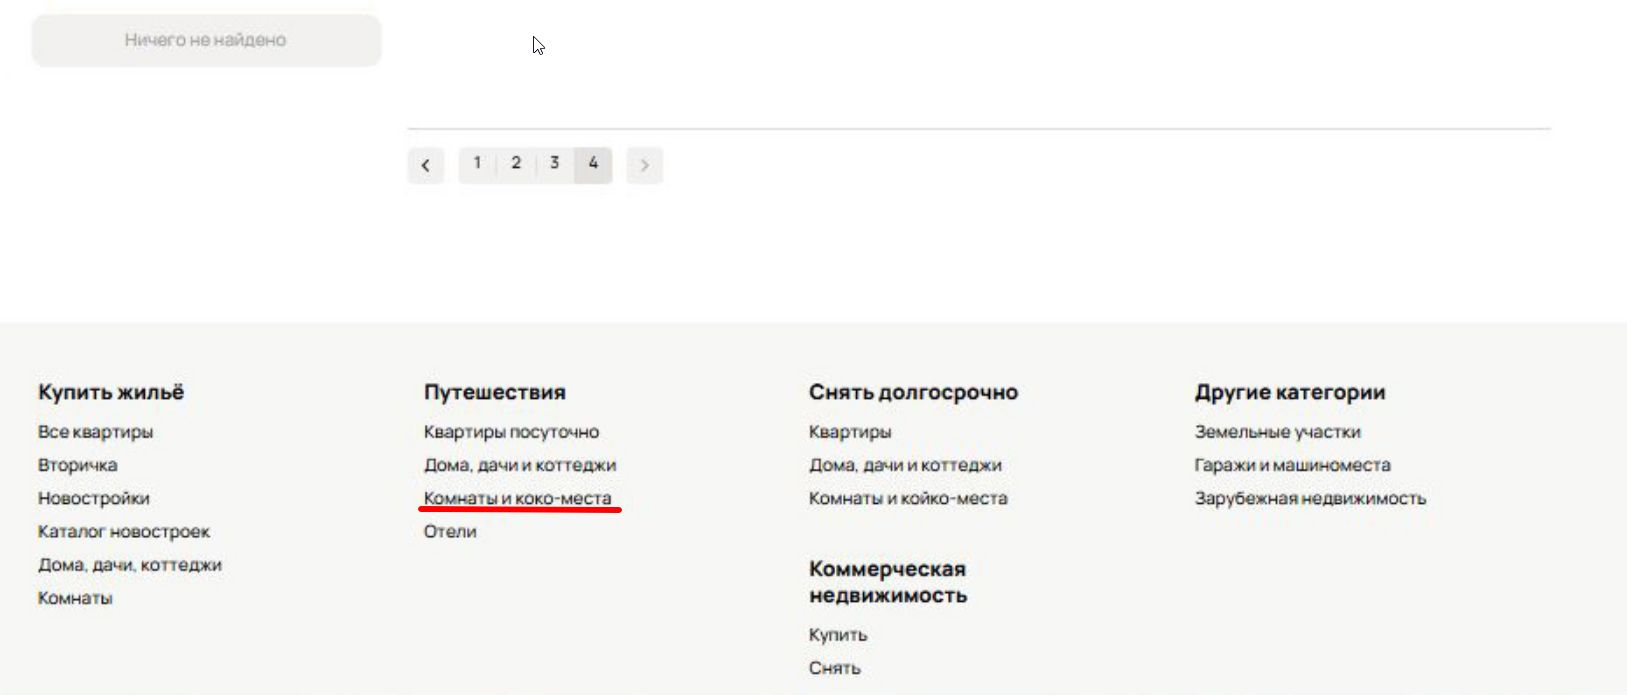 Ничего не найдено
1 2 3 4
Купить жильё
Все квартиры
Вторичка
Новостройки
Каталог новостроек
Дома, дачи, коттеджи
Комнаты
Путешествия
Квартиры посуточно
Дома, дачи и коттеджи
Комнаты и коко-места
Отели
Снять долгосрочно
Квартиры
Дома, дачи и коттеджи
Комнаты и койко-места
Коммерческая
недвижимость
Купить
Снять
Другие категории
Земельные участки
Гаражи и машиноместа
Зарубежная недвижимость